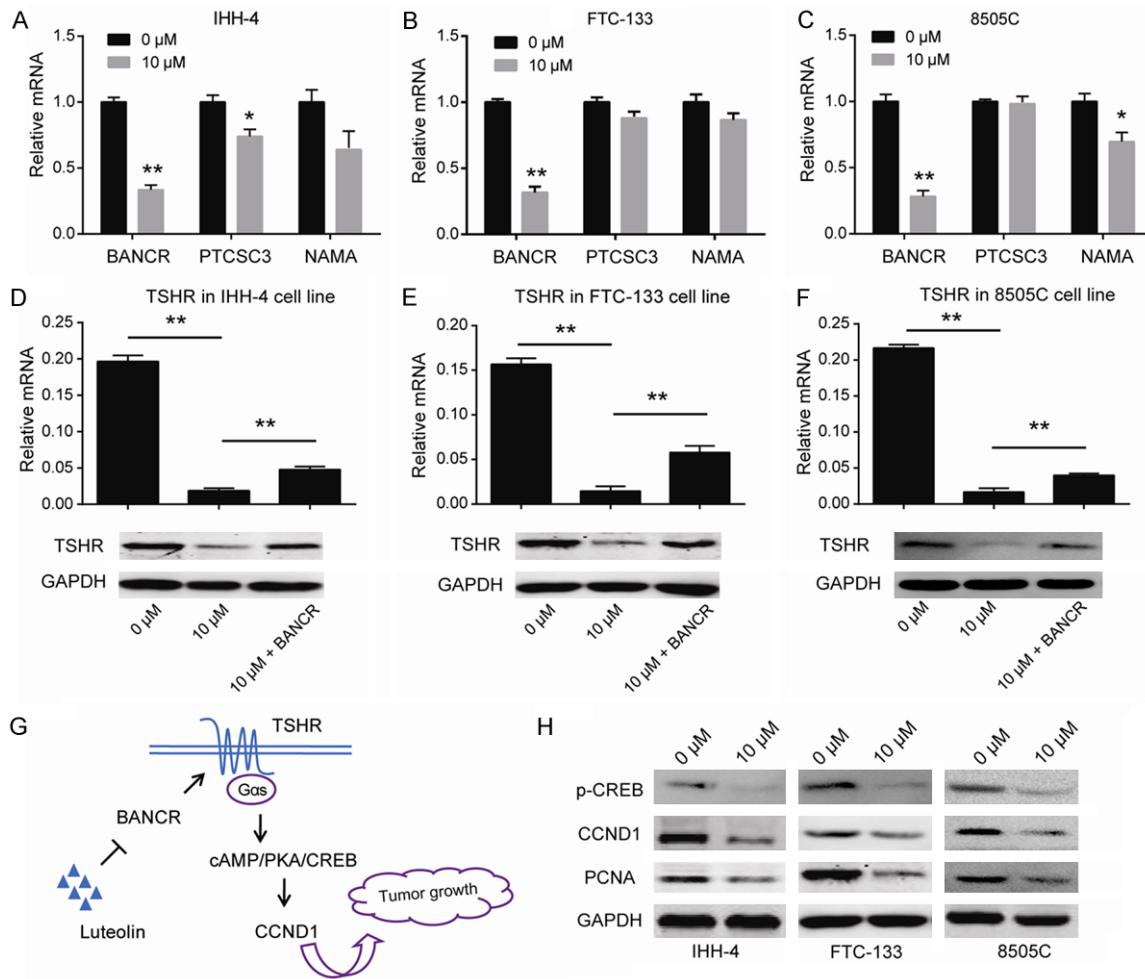 A
IHH-4
Relative mRNA
1.5
1.0
0.5
0.0
0 µM
10 µM
**
*
BANCR PTCSC3 NAMA
B
FTC-133
Relative mRNA
1.5
1.0
0.5
0.0
0 µM
10 µM
**
BANCR PTCSC3 NAMA
C
8505C
Relative mRNA
1.5
1.0
0.5
0.0
0 µM
10 µM
**
*
BANCR PTCSC3 NAMA
D
TSHR in IHH-4 cell line
Relative mRNA
0.25
0.20
0.15
0.10
0.05
0.00
**
**
TSHR
GAPDH
0 µM 10 µM 10 µM + BANCR
E
TSHR in FTC-133 cell line
Relative mRNA
0.20
0.15
0.10
0.05
0.00
**
**
TSHR
GAPDH
0 µM 10 µM 10 µM + BANCR
F
TSHR in 8505C cell line
Relative mRNA
0.25
0.20
0.15
0.10
0.05
0.00
**
**
TSHR
GAPDH
0 µM 10 µM 10 µM + BANCR
G
TSHR
Gαs
BANCR
cAMP/PKA/CREB
Luteolin
CCND1
Tumor growth
H
0 µM 10 µM 0 µM 10 µM 0 µM 10 µM
p-CREB
CCND1
PCNA
GAPDH
IHH-4 FTC-133 8505C